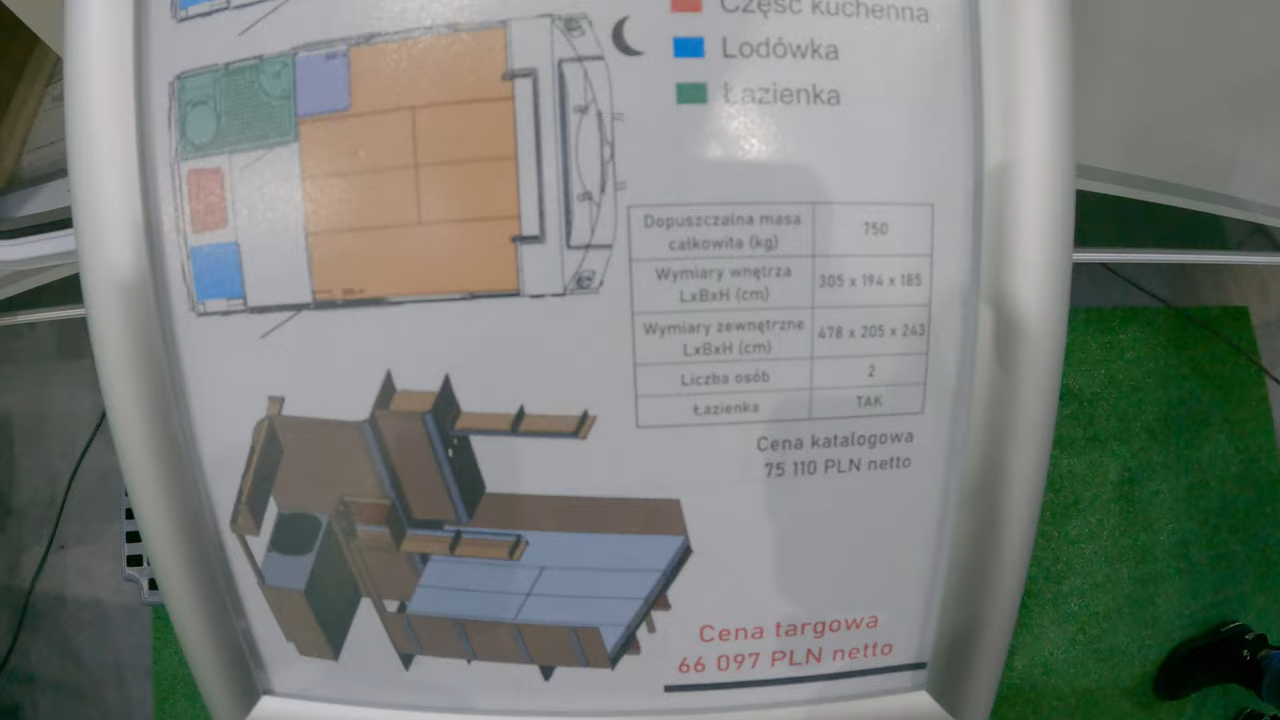 Część kuchenna
Lodówka
Łazienka
Dopuszczalna masa
całkowita (kg)
750
Wymiary wnętrza
LxBxH (cm)
305 x 194 x 185
Wymiary zewnętrzne
LxBxH (cm)
478 x 205 x 243
Liczba osób
2
Łazienka
TAK
Cena katalogowa
75 110 PLN netto
Cena targowa
66 097 PLN netto